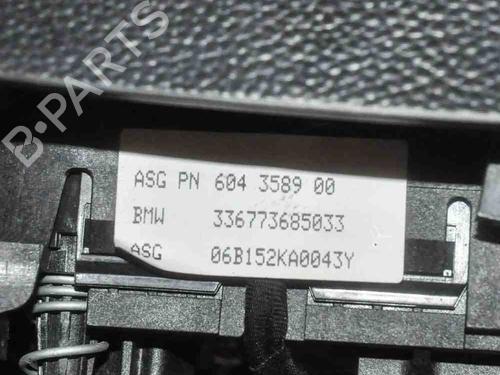 B-PARTS
ASG PN 604 3589 00
BMW 336773685033
ASG 06B152KA0043Y